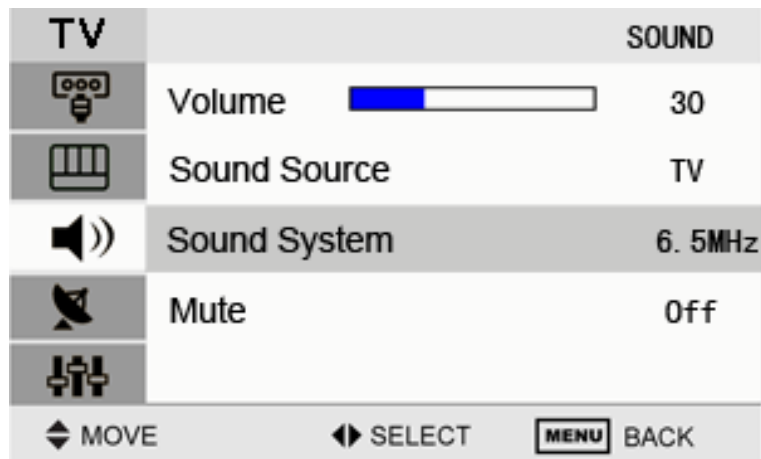 TV SOUND
Volume 30
Sound Source TV
Sound System 6.5MHz
Mute Off
MOVE SELECT MENU BACK